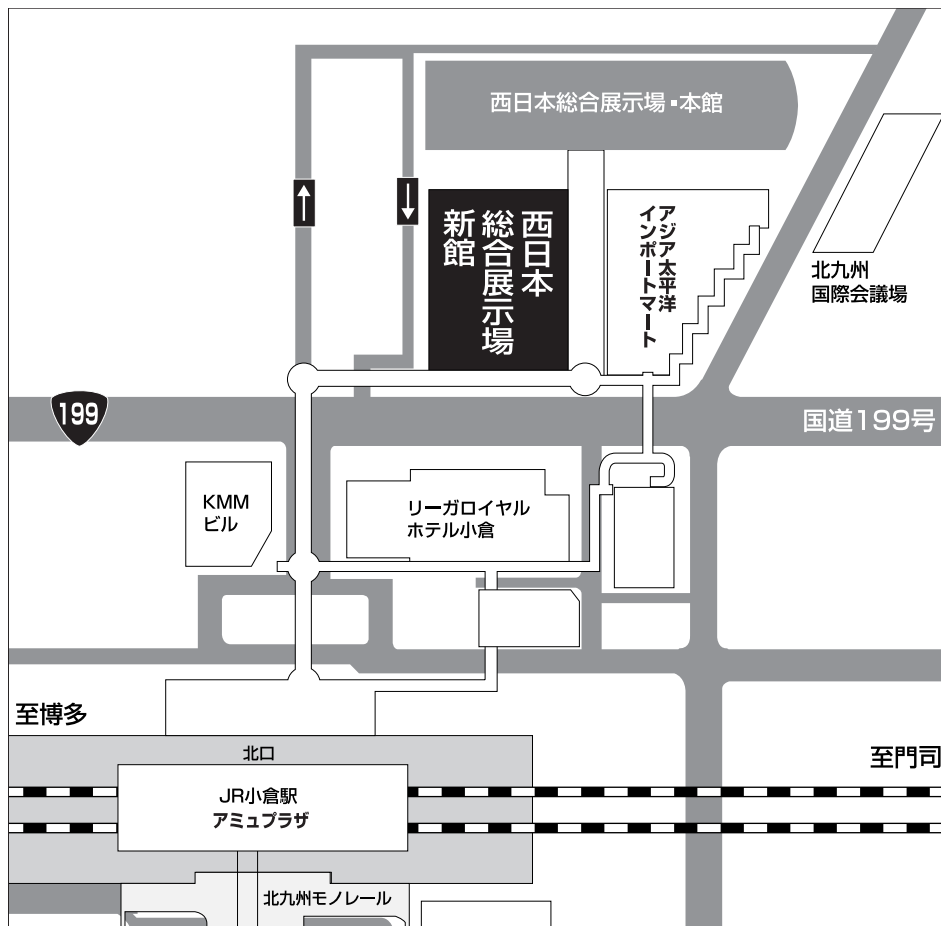 西日本総合展示場・本館
西日本
総合展示場
新館
アジア太平洋
インポートマート
北九州
国際会議場
199
国道199号
KMM
ビル
リーガロイヤル
ホテル小倉
至博多
北口
至門司
JR小倉駅
アミュプラザ
北九州モノレール